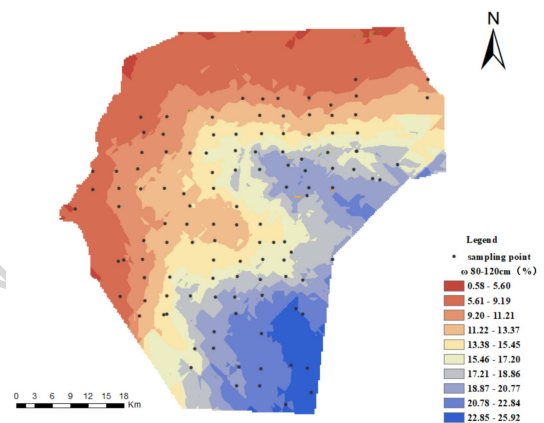 N
Legend
sampling point
ω 80-120cm（%）
0.58 - 5.60
5.61 - 9.19
9.20 - 11.21
11.22 - 13.37
13.38 - 15.45
15.46 - 17.20
17.21 - 18.86
18.87 - 20.77
20.78 - 22.84
22.85 - 25.92
0 3 6 12 18
Km